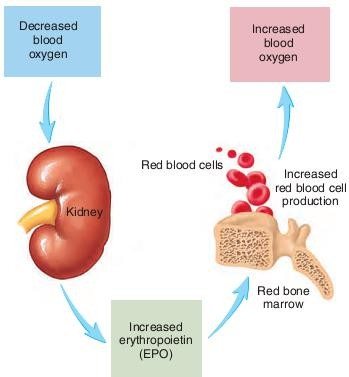 Decreased
blood
oxygen
Increased
blood
oxygen
Red blood cells
Increased
red blood cell
production
Kidney
Red bone
marrow
Increased
erythropoietin
(EPO)